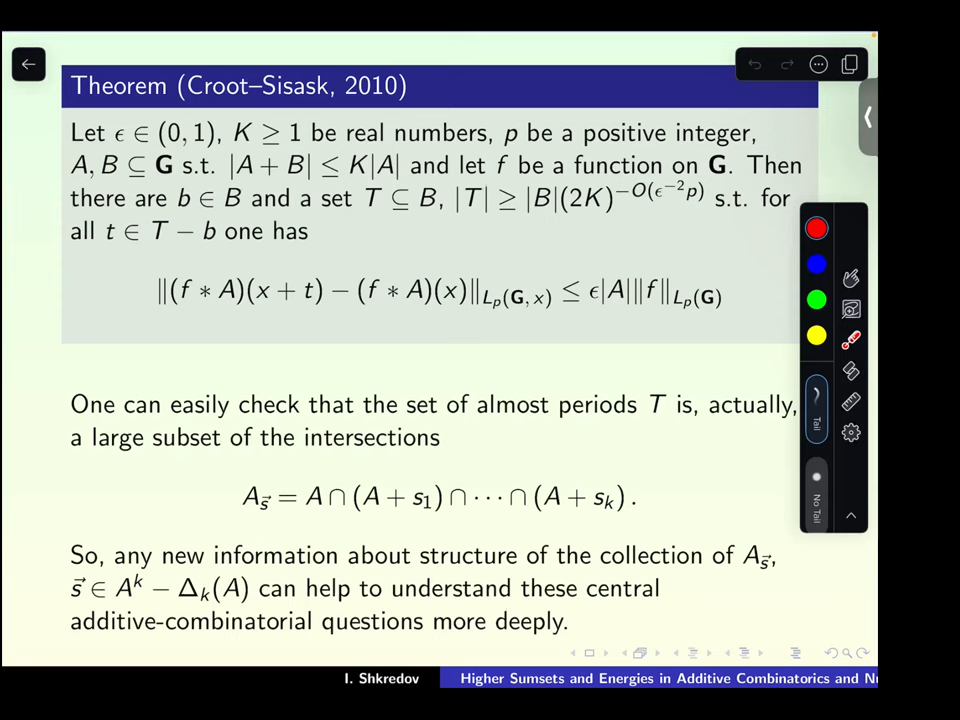 Theorem (Croot–Sisask, 2010)
Let ϵ ∈ (0, 1), K ≥ 1 be real numbers, p be a positive integer,
A, B ⊆ G s.t. |A + B| ≤ K|A| and let f be a function on G. Then
there are b ∈ B and a set T ⊆ B, |T| ≥ |B|(2K)^{−O(ϵ^{−2}p)} s.t. for
all t ∈ T − b one has
‖(f ∗ A)(x + t) − (f ∗ A)(x)‖_{L_p(G, x)} ≤ ϵ|A|‖f‖_{L_p(G)}
Tail
No Tail
One can easily check that the set of almost periods T is, actually,
a large subset of the intersections
A_{\vec{s}} = A ∩ (A + s_1) ∩ ⋯ ∩ (A + s_k) .
So, any new information about structure of the collection of A_{\vec{s}},
\vec{s} ∈ A^k − Δ_k(A) can help to understand these central
additive-combinatorial questions more deeply.
I. Shkredov
Higher Sumsets and Energies in Additive Combinatorics and N